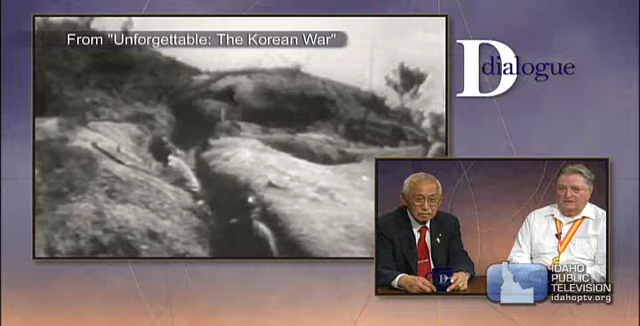 From "Unforgettable: The Korean War"
D
dialogue
D
IDAHO
PUBLIC
TELEVISION
idahoptv.org